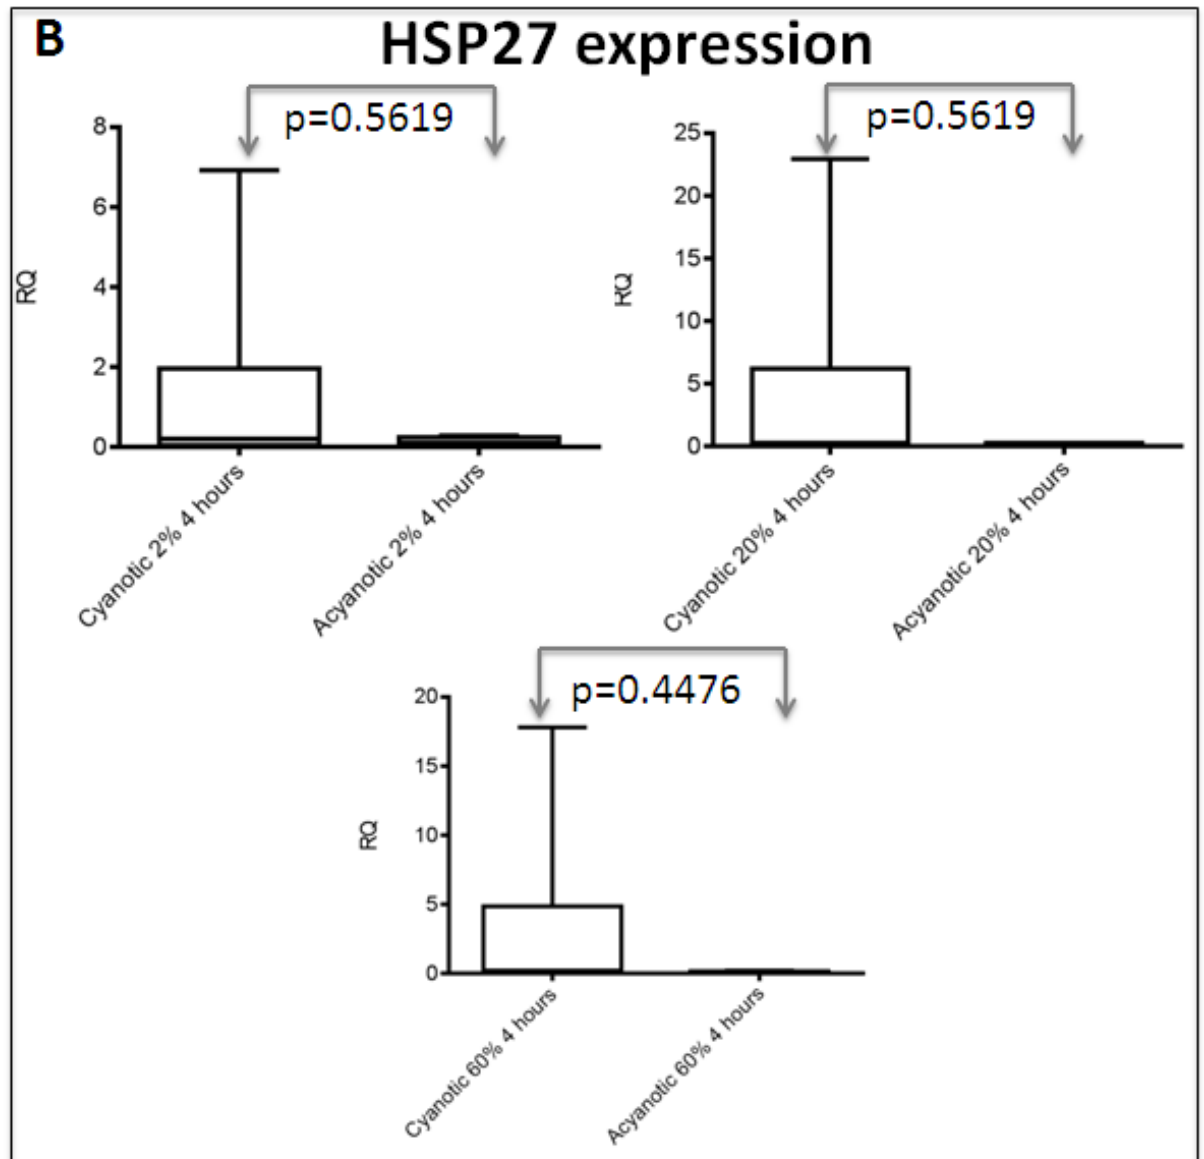 B
HSP27 expression
p=0.5619
8
6
4
2
0
RQ
Cyanotic 2% 4 hours
Acyanotic 2% 4 hours
p=0.5619
25
20
15
10
5
0
RQ
Cyanotic 20% 4 hours
Acyanotic 20% 4 hours
p=0.4476
20
15
10
5
0
RQ
Cyanotic 60% 4 hours
Acyanotic 60% 4 hours